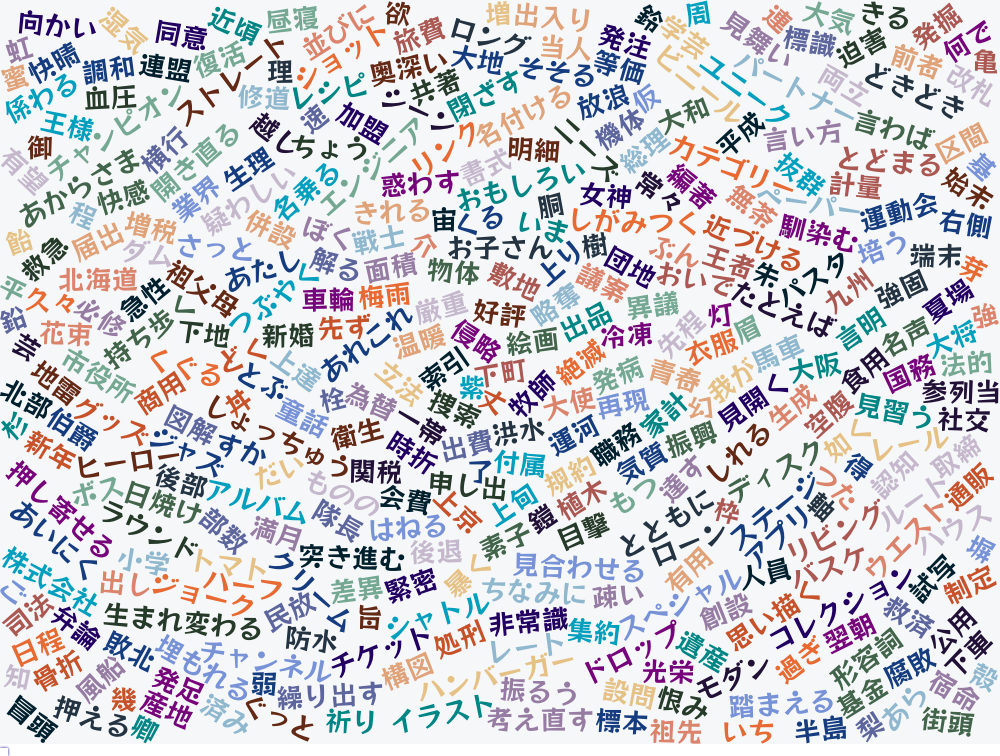 向かい
湿気
同意
近頃
昼寝
並びに
欲
旅費
ロング
増
出入り
当人
鈴
学芸
周
見舞い
運
標識
大気
きる
迫害
前者
発掘
何で
亀
虹
蜜
快晴
調和
連盟
復活
ストレート
理
ショット
奥深い
大地
そそる
発注
等価
ビニール
ユニーク
パートナー
両立
どきどき
改札
係わる
血圧
チャンピオン
修道
レシピ
共著
閉ざす
放浪
仮
大和
平成
言い方
言わば
区間
王様
御
横行
開き直る
越し
速
加盟
ちょう
エンジニア
リンク
名付ける
明細
ニーズ
機体
総理
カテゴリー
抜群
とどまる
計量
基
始末
あからさま
快感
業界
生理
疑わしい
名乗る
惑わす
書式
おもしろい
女神
常々
編著
無茶
ペーパー
馴染む
運動会
右側
程
届出
増税
ダム
さっと
併設
ぼく
戦士
きれる
宙
くる
いま
胴
しがみつく
近づける
培う
端末
芽
飴
救急
北海道
急性
祖父母
あたし
解る
面積
お子さん
物体
敷地
上り
樹
団地
ぶん
おいで
王者
朱
パスタ
九州
強固
夏場
強
平
久々
必修
つぶやく
車輪
梅雨
厳重
好評
略奪
議案
異議
先程
灯
たとえば
言明
名声
大将
鉛
花束
持ち歩く
下地
新婚
先ず
あれこれ
温暖
侵略
絵画
出品
冷凍
衣服
眉
馬車
大阪
食用
国務
法的
芸
市役所
商用
ぐるぐる
とぶ
上達
立法
索引
下町
紫
牧師
絶滅
発病
青春
幻
我が
見開く
生成
空腹
見習う
参列
当
社交
地雷
北部
伯爵
グッズ
図解
しょっちゅう
童話
栓
為替
一帯
捜索
大使
再現
家計
新年
ヒーロー
ジャズ
すか
だい
衛生
関税
時折
出費
洪水
運河
職務
気質
振興
しれる
ディスク
如く
得
レール
認知
取締
押し寄せる
ボス
日焼け
後部
アルバム
ものの
会費
申し出
了
付属
規約
もつ
達す
枠
盛
ルート
通販
あいにく
ラウンド
部数
満月
隊長
はねる
上京
上旬
鎧
植木
目撃
素子
とともに
ローン
ステージ
アプリ
リビング
ウエスト
ハウス
塀
株式会社
小学
トマト
クリーム
突き進む
後退
暴く
見合わせる
有用
人員
バスケ
試写
制定
司法
出し
ジョーク
ハーフ
民放
差異
緊密
ちなみに
疎い
スペシャル
創設
思い描く
コレクション
救済
公用
下車
弁論
生まれ変わる
防水
旨
シャトル
非常識
集約
日程
骨折
敗北
埋もれる
チャンネル
チケット
処刑
レート
ドロップ
遺産
モダン
過ぎ
翌朝
形容詞
腐敗
宿命
殻
知
風船
発足
弱
繰り出す
横図
ハンバーガー
振るう
設問
光栄
恨み
踏まえる
基金
あら
冒頭
押える
幾
卿
産地
済み
ぐっと
祈り
イラスト
考え直す
標本
祖先
いち
半島
梨
街頭